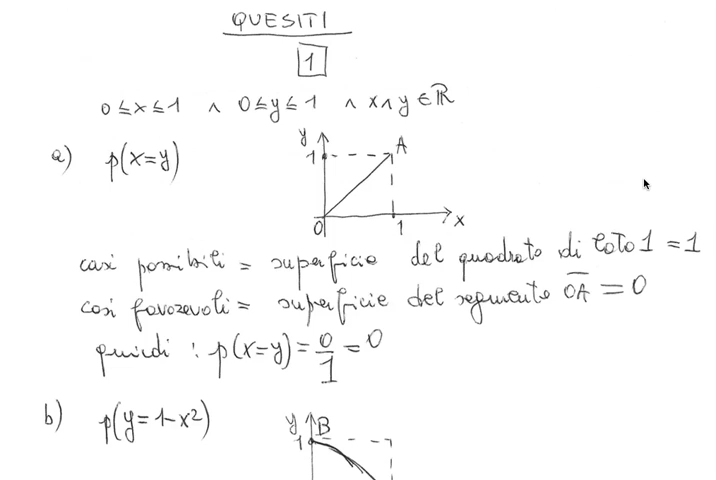 QUESITI
1
0 ≤ x ≤ 1 ∧ 0 ≤ y ≤ 1 ∧ x ∧ y ∈ ℝ
a) p(x=y)
y
1
A
0
1
x
casi possibili = superficie del quadrato di lato 1 = 1
casi favorevoli = superficie del segmento OA = 0
quindi : p(x=y) = 0/1 = 0
b) p(y=1-x²)
y
B
1